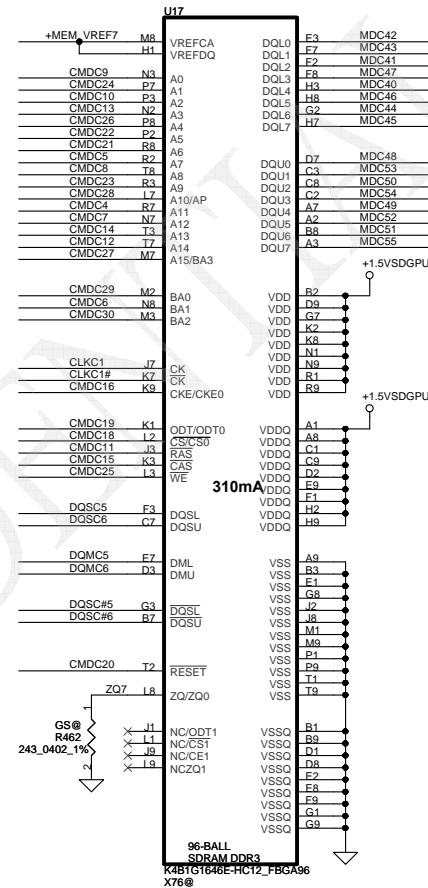 U17
+MEM_VREF7 M8 VREFCA
H1 VREFDQ
CMDC9 N3 A0
CMDC24 P7 A1
CMDC10 P3 A2
CMDC13 N2 A3
CMDC26 P8 A4
CMDC22 P2 A5
CMDC21 R8 A6
CMDC5 R2 A7
CMDC8 T8 A8
CMDC23 R3 A9
CMDC28 L7 A10/AP
CMDC4 R7 A11
CMDC7 N7 A12
CMDC14 T3 A13
CMDC12 T7 A14
CMDC27 M7 A15/BA3
CMDC29 M2 BA0
CMDC6 N8 BA1
CMDC30 M3 BA2
CLKC1 J7 CK
CLKC1# K7 CK
CMDC16 K9 CKE/CKE0
CMDC19 K1 ODT/ODT0
CMDC18 L2 CS/CS0
CMDC11 J3 RAS
CMDC15 K3 CAS
CMDC25 L3 WE
DQSC5 F3 DQSL
DQSC6 C7 DQSU
DQMC5 E7 DML
DQMC6 D3 DMU
DQSC#5 G3 DQSL
DQSC#6 B7 DQSU
CMDC20 T2 RESET
ZQ7 L8 ZQ/ZQ0
1
GS@
R462
243_0402_1%
2
J1 NC/ODT1
L1 NC/CS1
J9 NC/CE1
L9 NCZQ1
DQL0 E3 MDC42
DQL1 F7 MDC43
DQL2 F2 MDC41
DQL3 F8 MDC47
DQL4 H3 MDC40
DQL5 H8 MDC46
DQL6 G2 MDC44
DQL7 H7 MDC45
DQU0 D7 MDC48
DQU1 C3 MDC53
DQU2 C8 MDC50
DQU3 C2 MDC54
DQU4 A7 MDC49
DQU5 A2 MDC52
DQU6 B8 MDC51
DQU7 A3 MDC55
+1.5VSDGPU
VDD B2
VDD D9
VDD G7
VDD K2
VDD K8
VDD N1
VDD N9
VDD R1
VDD R9
+1.5VSDGPU
VDDQ A1
VDDQ A8
VDDQ C1
VDDQ C9
VDDQ D2
VDDQ E9
VDDQ F1
VDDQ H2
VDDQ H9
310mA
VSS A9
VSS B3
VSS E1
VSS G8
VSS J2
VSS J8
VSS M1
VSS M9
VSS P1
VSS P9
VSS T1
VSS T9
VSSQ B1
VSSQ B9
VSSQ D1
VSSQ D8
VSSQ E2
VSSQ E8
VSSQ F9
VSSQ G1
VSSQ G9
96-BALL
SDRAM DDR3
K4B1G1646E-HC12_FBGA96
X76@